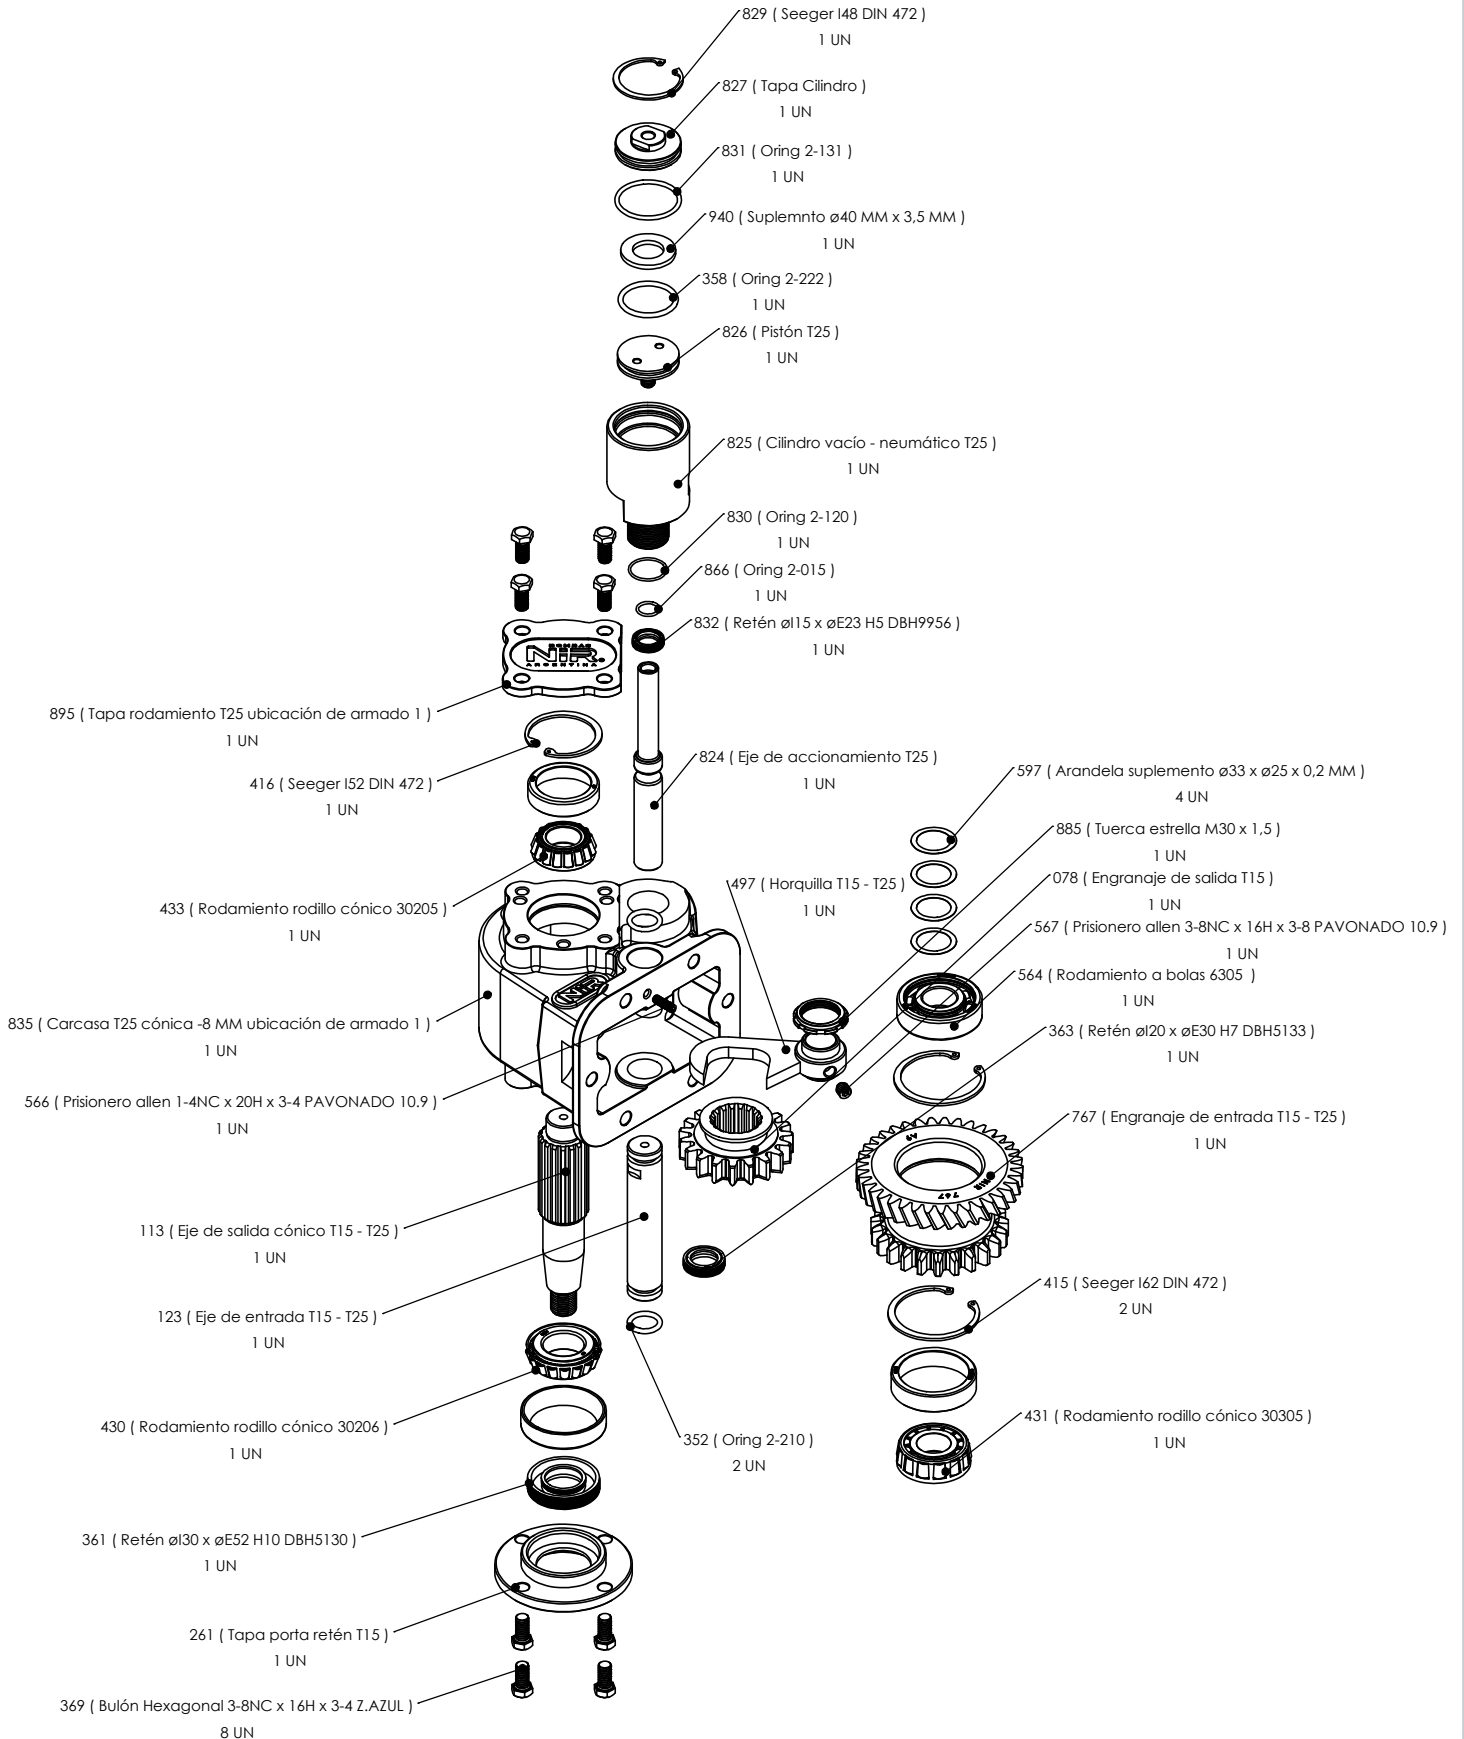 829 ( Seeger I48 DIN 472 )
1 UN
827 ( Tapa Cilindro )
1 UN
831 ( Oring 2-131 )
1 UN
940 ( Suplemnto ø40 MM x 3,5 MM )
1 UN
358 ( Oring 2-222 )
1 UN
826 ( Pistón T25 )
1 UN
825 ( Cilindro vacío - neumático T25 )
1 UN
830 ( Oring 2-120 )
1 UN
866 ( Oring 2-015 )
1 UN
832 ( Retén øI15 x øE23 H5 DBH9956 )
1 UN
BOMBAS
NiR
ARGENTINA
895 ( Tapa rodamiento T25 ubicación de armado 1 )
1 UN
416 ( Seeger I52 DIN 472 )
1 UN
824 ( Eje de accionamiento T25 )
1 UN
597 ( Arandela suplemento ø33 x ø25 x 0,2 MM )
4 UN
885 ( Tuerca estrella M30 x 1,5 )
1 UN
497 ( Horquilla T15 - T25 )
1 UN
078 ( Engranaje de salida T15 )
1 UN
433 ( Rodamiento rodillo cónico 30205 )
1 UN
567 ( Prisionero allen 3-8NC x 16H x 3-8 PAVONADO 10.9 )
1 UN
564 ( Rodamiento a bolas 6305 )
1 UN
NiR
835 ( Carcasa T25 cónica -8 MM ubicación de armado 1 )
1 UN
363 ( Retén øI20 x øE30 H7 DBH5133 )
1 UN
566 ( Prisionero allen 1-4NC x 20H x 3-4 PAVONADO 10.9 )
1 UN
767 ( Engranaje de entrada T15 - T25 )
1 UN
767
113 ( Eje de salida cónico T15 - T25 )
1 UN
123 ( Eje de entrada T15 - T25 )
1 UN
415 ( Seeger I62 DIN 472 )
2 UN
430 ( Rodamiento rodillo cónico 30206 )
1 UN
352 ( Oring 2-210 )
2 UN
431 ( Rodamiento rodillo cónico 30305 )
1 UN
361 ( Retén øI30 x øE52 H10 DBH5130 )
1 UN
261 ( Tapa porta retén T15 )
1 UN
369 ( Bulón Hexagonal 3-8NC x 16H x 3-4 Z.AZUL )
8 UN